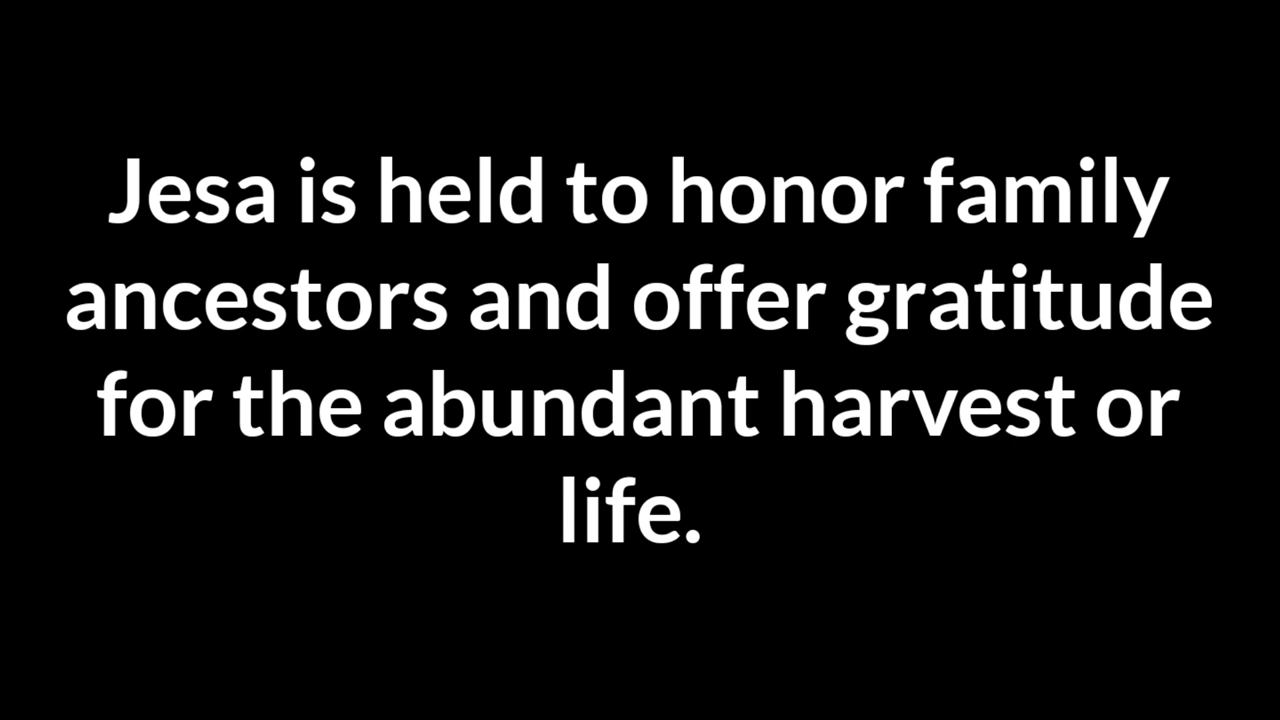 Jesa is held to honor family
ancestors and offer gratitude
for the abundant harvest or
life.